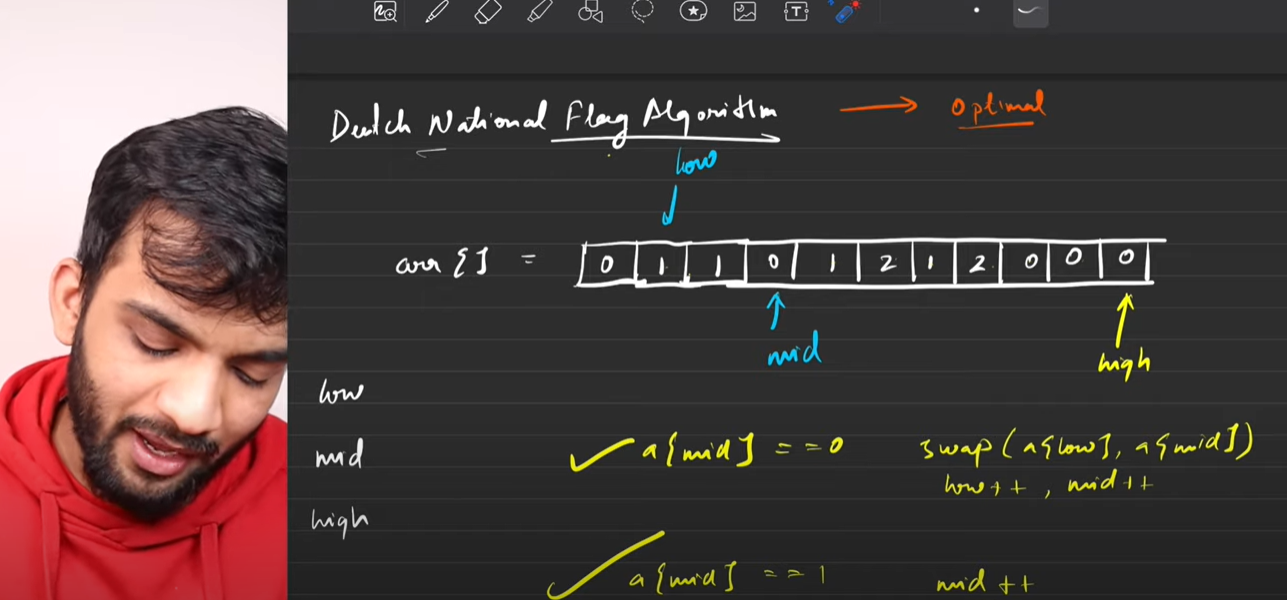 Dutch National Flag Algorithm → Optimal
low
arr[] = 0 1 1 0 1 2 1 2 0 0 0
mid
high
low
mid a[mid] == 0 swap(a[low], a[mid])
low++, mid++
high
a[mid] == 1 mid++